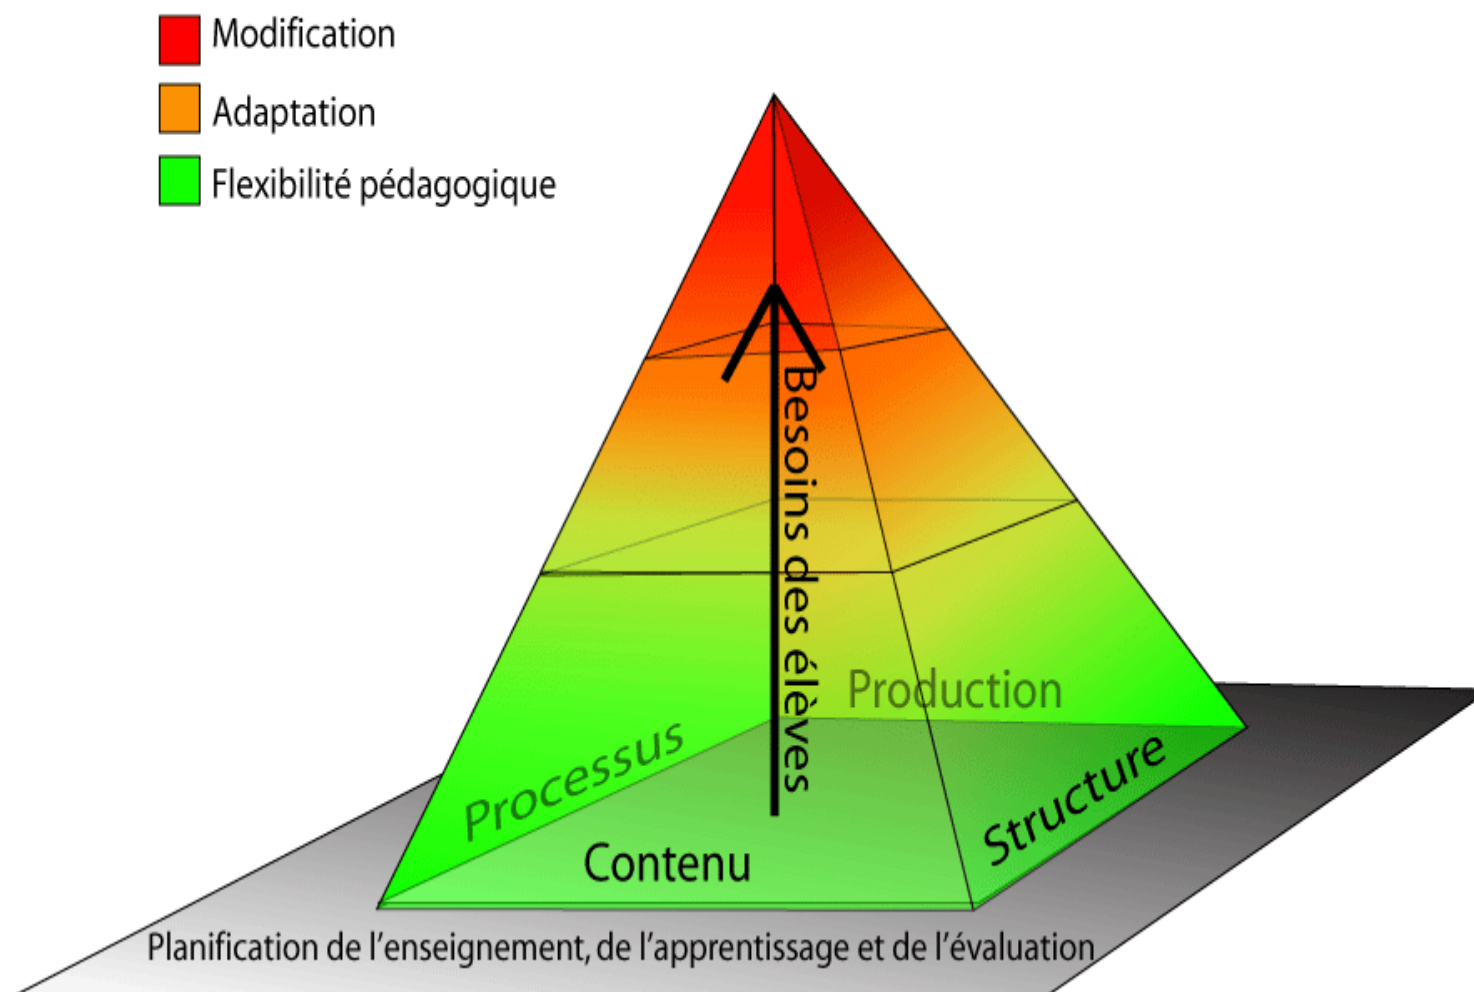 Modification
Adaptation
Flexibilité pédagogique
Besoins des élèves
Production
Processus
Structure
Contenu
Planification de l'enseignement, de l'apprentissage et de l'évaluation